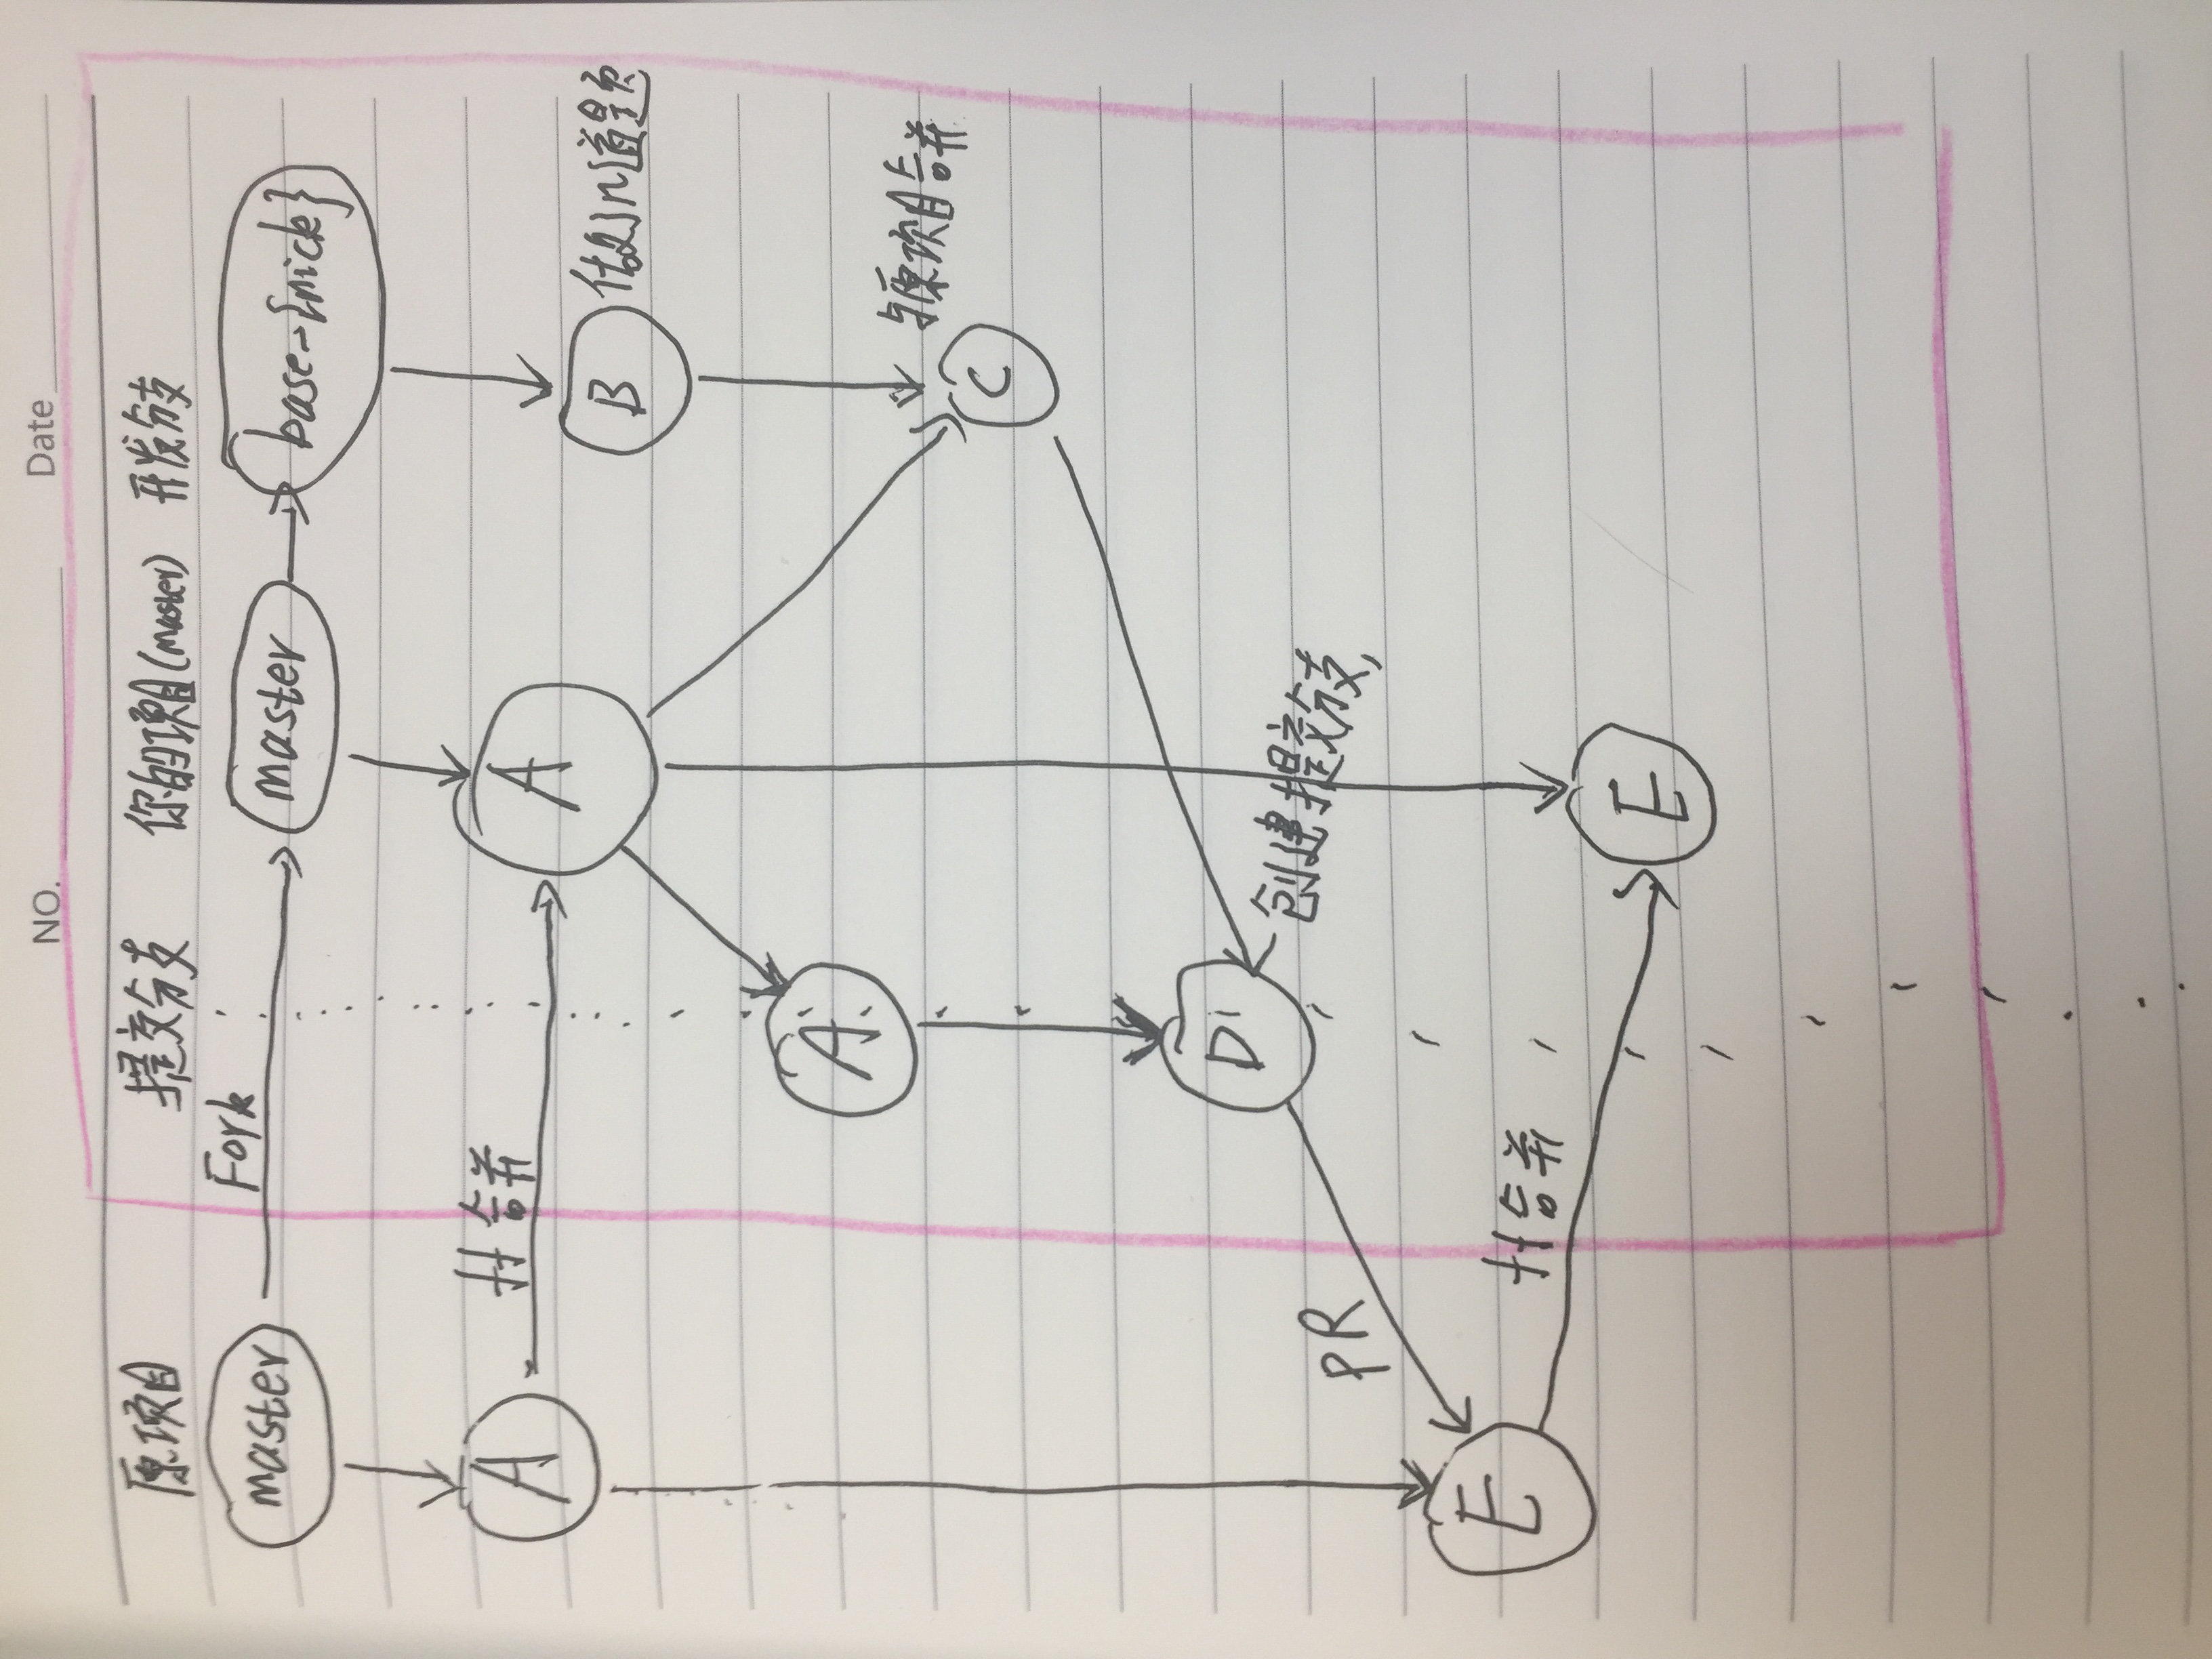 NO. Date
原项目 提交分支 你的项目(master) 开发分支
Fork
master master base-{nick}
合并
A A
B 做了几道题
A
与原项目合并
C
D
创建提交分支,
PR
E
合并
E